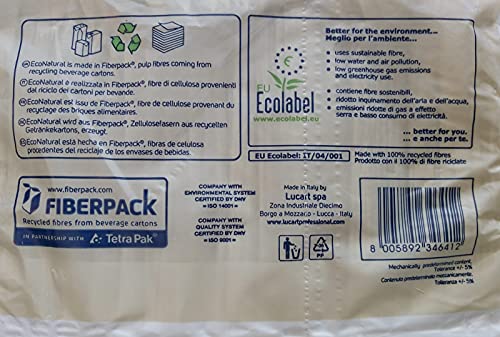 EcoNatural is made in Fiberpack®, pulp fibres coming from
recycling beverage cartons.
EcoNatural è realizzata in Fiberpack®, fibre di cellulosa provenienti
dal riciclo dei cartoni per bevande.
EcoNatural est issu de Fiberpack®, fibre de cellulose provenant du
recyclage des emballages alimentaires.
EcoNatural wird aus Fiberpack®, Zellulosefasern aus recycelten
Getränkekartons, erzeugt.
EcoNatural está hecha en Fiberpack®, fibras de celulosa
procedentes del reciclaje de los envases de bebidas.
Better for the environment...
Meglio per l'ambiente...
• uses sustainable fibre,
• low water and air pollution,
• low greenhouse gas emissions
and electricity use.
• contiene fibre sostenibili,
• ridotto inquinamento dell'aria e dell'acqua,
• emissioni ridotte di gas a effetto
serra e basso consumo di elettricità.
... better for you.
... e anche per te.
EU
Ecolabel
www.ecolabel.eu
EU Ecolabel: IT/04/001
Made with 100% recycled fibres
Prodotto con il 100% di fibre riciclate
www.fiberpack.com
FIBERPACK
Recycled fibres from beverage cartons
IN PARTNERSHIP WITH Tetra Pak
COMPANY WITH
ENVIRONMENTAL SYSTEM
CERTIFIED BY DNV
= ISO 14001 =
COMPANY WITH
QUALITY SYSTEM
CERTIFIED BY DNV
= ISO 9001 =
Made in Italy by
Lucart spa
Zona Industriale Diecimo
Borgo a Mozzano - Lucca - Italy
www.lucartprofessional.com
PP
8 005892 346412
Mechanically predetermined content.
Tolerance +/- 5%
Contenuto predeterminato meccanicamente.
Tolleranza +/- 5%